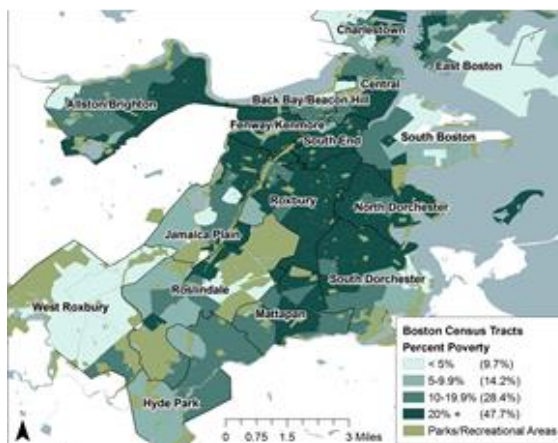 Charlestown
East Boston
Central
Allston/Brighton
Back Bay/Beacon Hill
Fenway/Kenmore
South End
South Boston
Roxbury
North Dorchester
Jamaica Plain
South Dorchester
Roslindale
West Roxbury
Mattapan
Hyde Park
Boston Census Tracts
Percent Poverty
< 5% (9.7%)
5-9.9% (14.2%)
10-19.9% (28.4%)
20% + (47.7%)
Parks/Recreational Areas
0 0.75 1.5 3 Miles